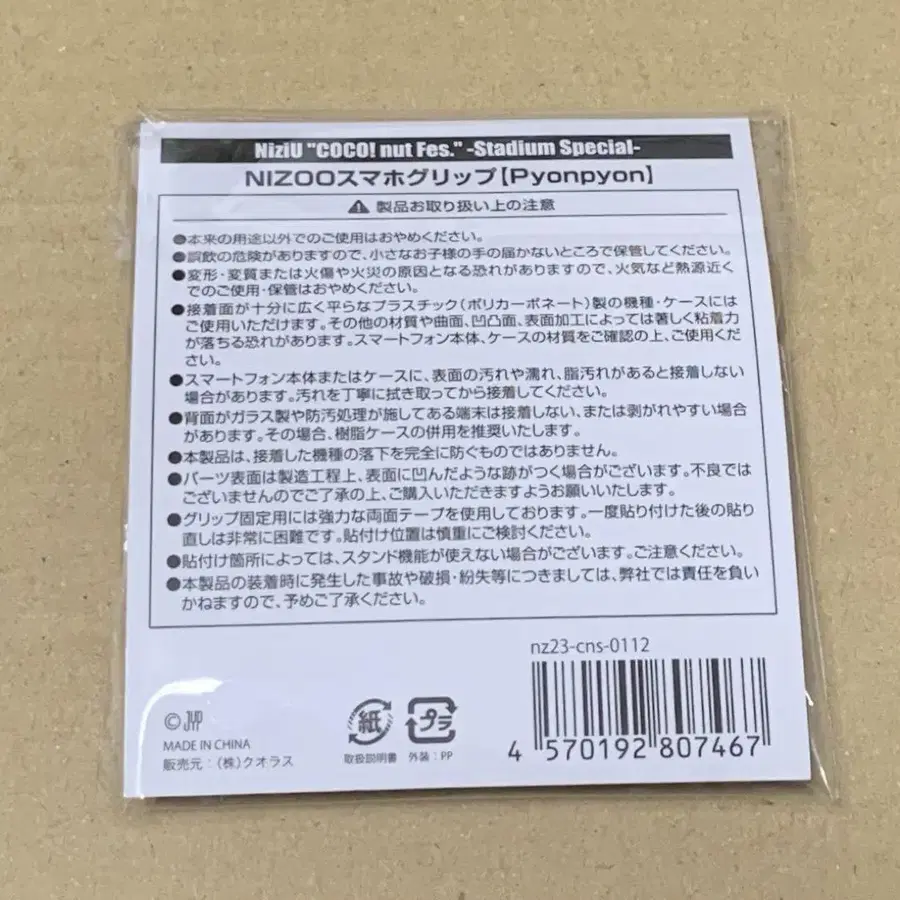 NiziU "COCO! nut Fes." -Stadium Special-
NIZOOスマホグリップ【Pyonpyon】
製品お取り扱い上の注意
●本来の用途以外でのご使用はおやめください。
●誤飲の危険がありますので、小さなお子様の手の届かないところで保管してください。
●変形・変質または火傷や火災の原因となる恐れがありますので、火気など熱源近く
でのご使用・保管はおやめください。
●接着面が十分に広く平らなプラスチック(ポリカーボネート)製の機種・ケースには
ご使用いただけます。その他の材質や曲面、凹凸面、表面加工によっては著しく粘着力
が落ちる恐れがあります。スマートフォン本体、ケースの材質をご確認の上、ご使用くだ
さい。
●スマートフォン本体またはケースに、表面の汚れや濡れ、脂汚れがあると接着しない
場合があります。汚れを丁寧に拭き取ってから接着してください。
●背面がガラス製や防汚処理が施してある端末は接着しない、または剥がれやすい場合
があります。その場合、樹脂ケースの併用を推奨いたします。
●本製品は、接着した機種の落下を完全に防ぐものではありません。
●パーツ表面は製造工程上、表面に凹んだような跡がつく場合がございます。不良では
ございませんのでご了承の上、ご購入いただきますようお願いいたします。
●グリップ固定用には強力な両面テープを使用しております。一度貼り付けた後の貼り
直しは非常に困難です。貼付け位置は慎重にご検討ください。
●貼付け箇所によっては、スタンド機能が使えない場合がございます。ご注意ください。
●本製品の装着時に発生した事故や破損・紛失等につきましては、弊社では責任を負い
かねますので、予めご了承ください。
nz23-cns-0112
©JYP
MADE IN CHINA
販売元：(株)クオラス
紙
取扱説明書
プラ
外装：PP
4 570192 807467